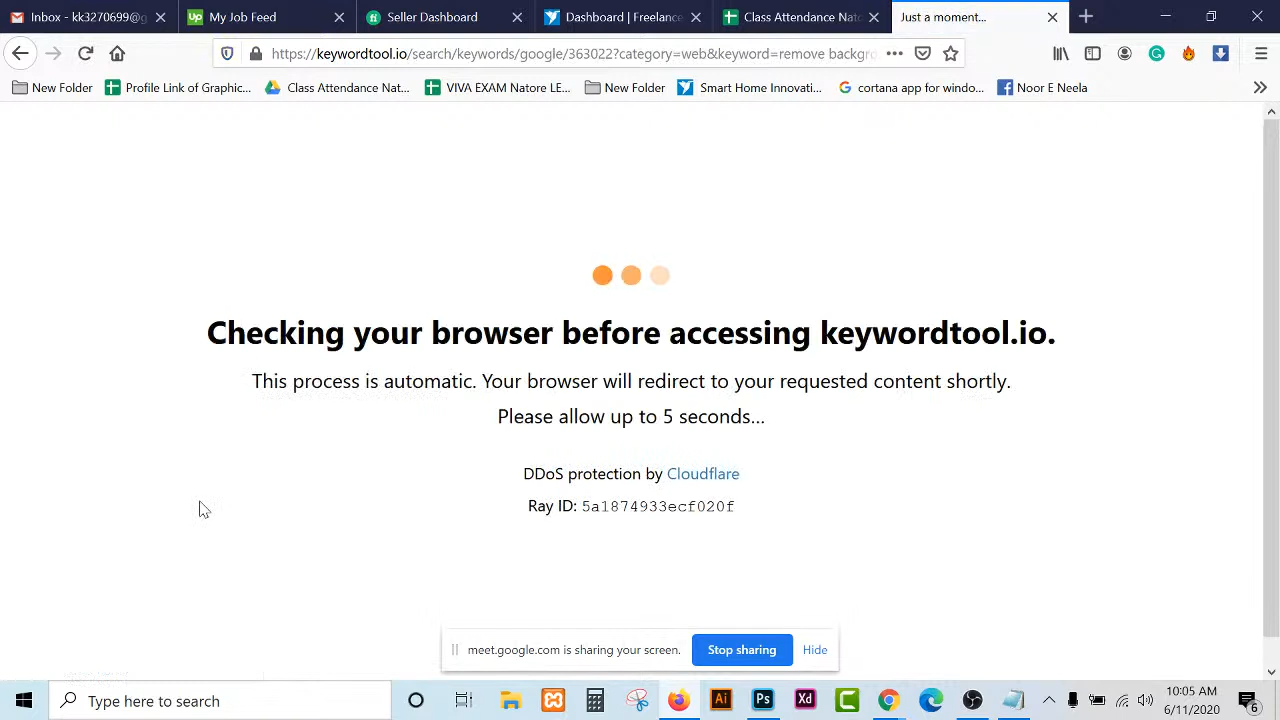 Inbox - kk3270699@g
My Job Feed
Seller Dashboard
Dashboard | Freelance
Class Attendance Nato
Just a moment...
https://keywordtool.io/search/keywords/google/363022?category=web&keyword=remove backgro
New Folder
Profile Link of Graphic...
Class Attendance Nat...
VIVA EXAM Natore LE...
New Folder
Smart Home Innovati...
cortana app for windo...
Noor E Neela
Checking your browser before accessing keywordtool.io.
This process is automatic. Your browser will redirect to your requested content shortly.
Please allow up to 5 seconds...
DDoS protection by Cloudflare
Ray ID: 5a1874933ecf020f
meet.google.com is sharing your screen.
Stop sharing
Hide
Type here to search
10:05 AM
6/11/2020
6